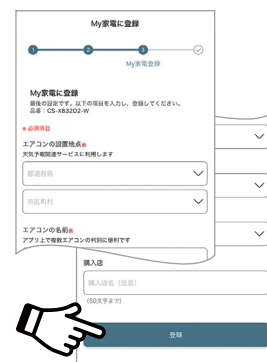 My家電に登録
1
2
3
My家電登録
My家電に登録
最後の設定です。以下の項目を入力し、登録してください。
品番：CS-X632D2-W
*必須項目
エアコンの設置地点*
天気予報関連サービスに利用します
都道府県
市区町村
エアコンの名前*
アプリ上で複数エアコンの判別に便利です
購入店
購入店名（任意）
(50文字まで)
登録